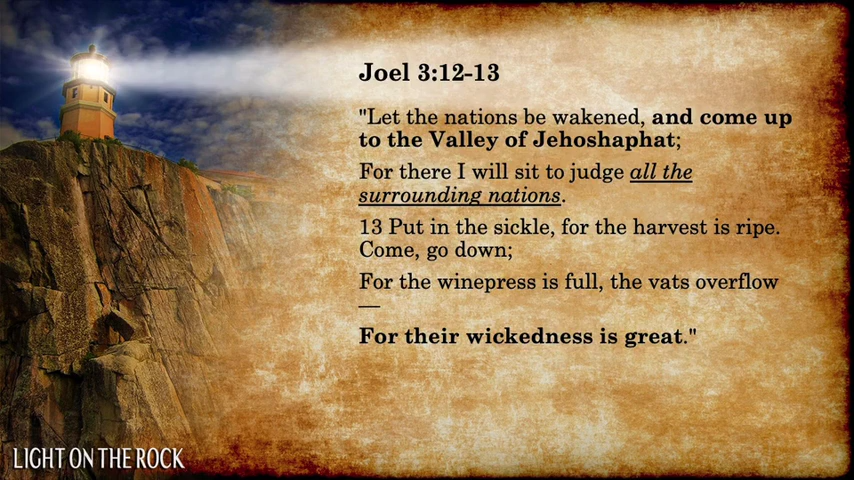 Joel 3:12-13
"Let the nations be wakened, and come up
to the Valley of Jehoshaphat;
For there I will sit to judge all the
surrounding nations.
13 Put in the sickle, for the harvest is ripe.
Come, go down;
For the winepress is full, the vats overflow
—
For their wickedness is great."
LIGHT ON THE ROCK